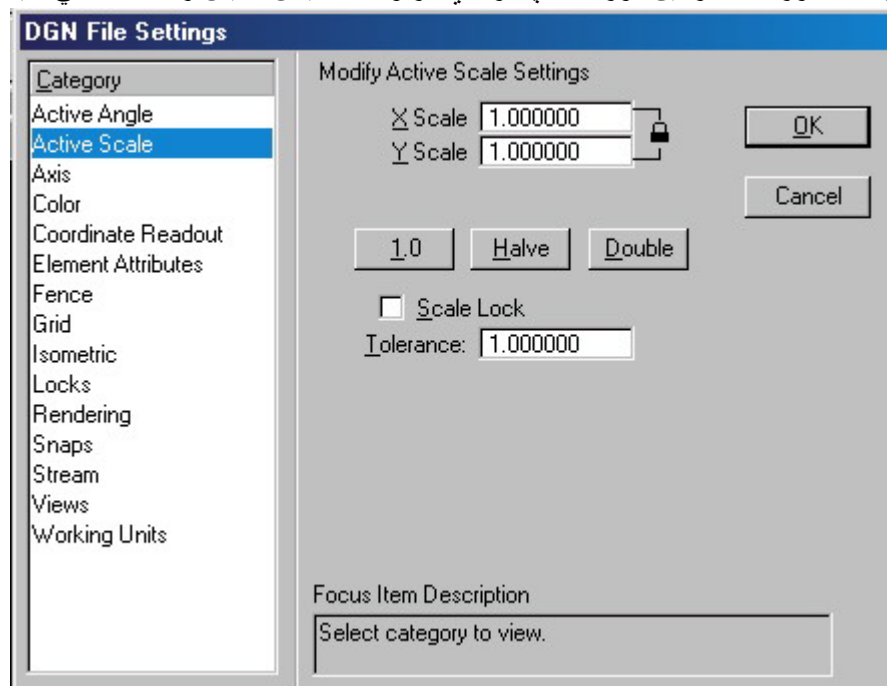 DGN File Settings
Category
Active Angle
Active Scale
Axis
Color
Coordinate Readout
Element Attributes
Fence
Grid
Isometric
Locks
Rendering
Snaps
Stream
Views
Working Units
Modify Active Scale Settings
X Scale 1.000000
Y Scale 1.000000
OK
Cancel
1.0 Halve Double
Scale Lock
Tolerance: 1.000000
Focus Item Description
Select category to view.